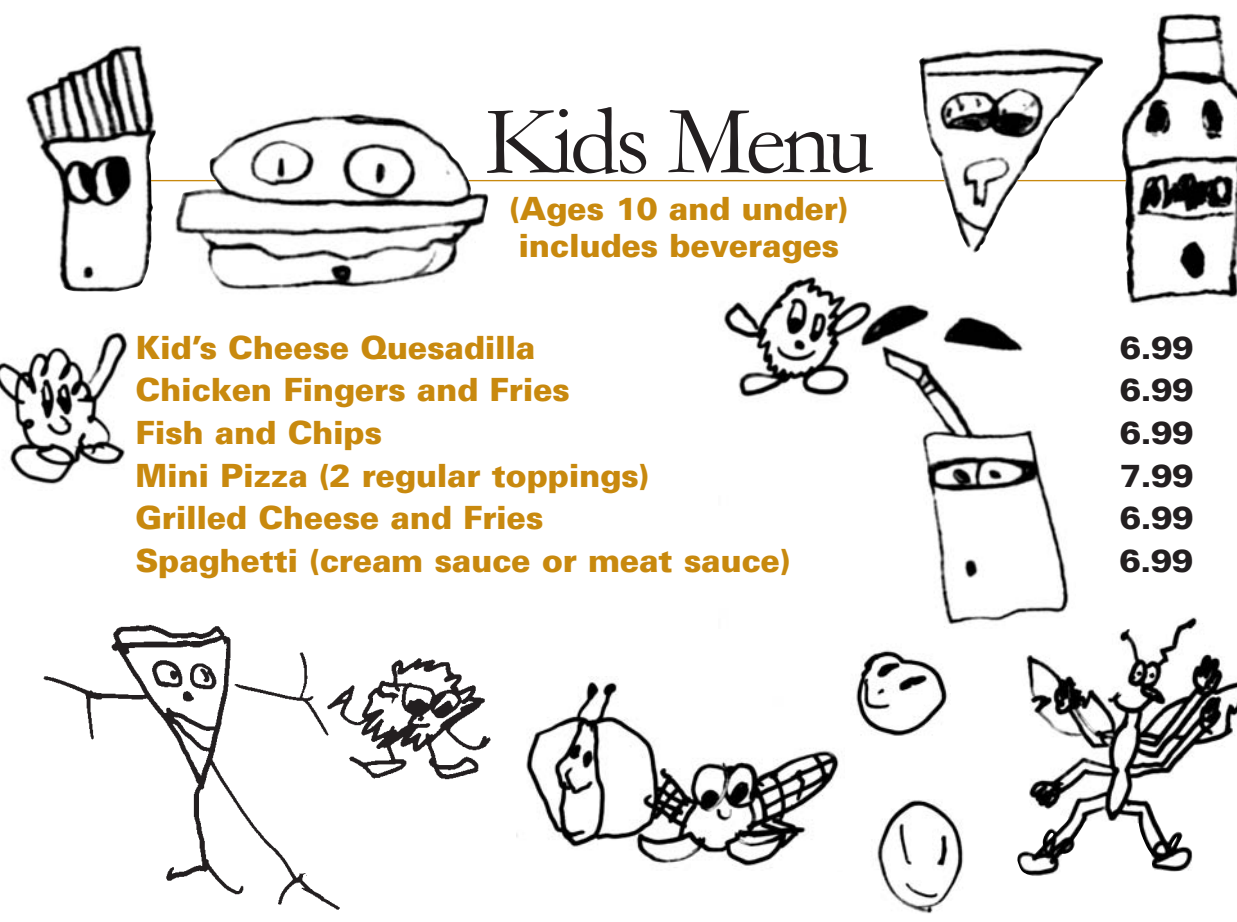 Kids Menu
(Ages 10 and under)
includes beverages
Kid's Cheese Quesadilla 6.99
Chicken Fingers and Fries 6.99
Fish and Chips 6.99
Mini Pizza (2 regular toppings) 7.99
Grilled Cheese and Fries 6.99
Spaghetti (cream sauce or meat sauce) 6.99